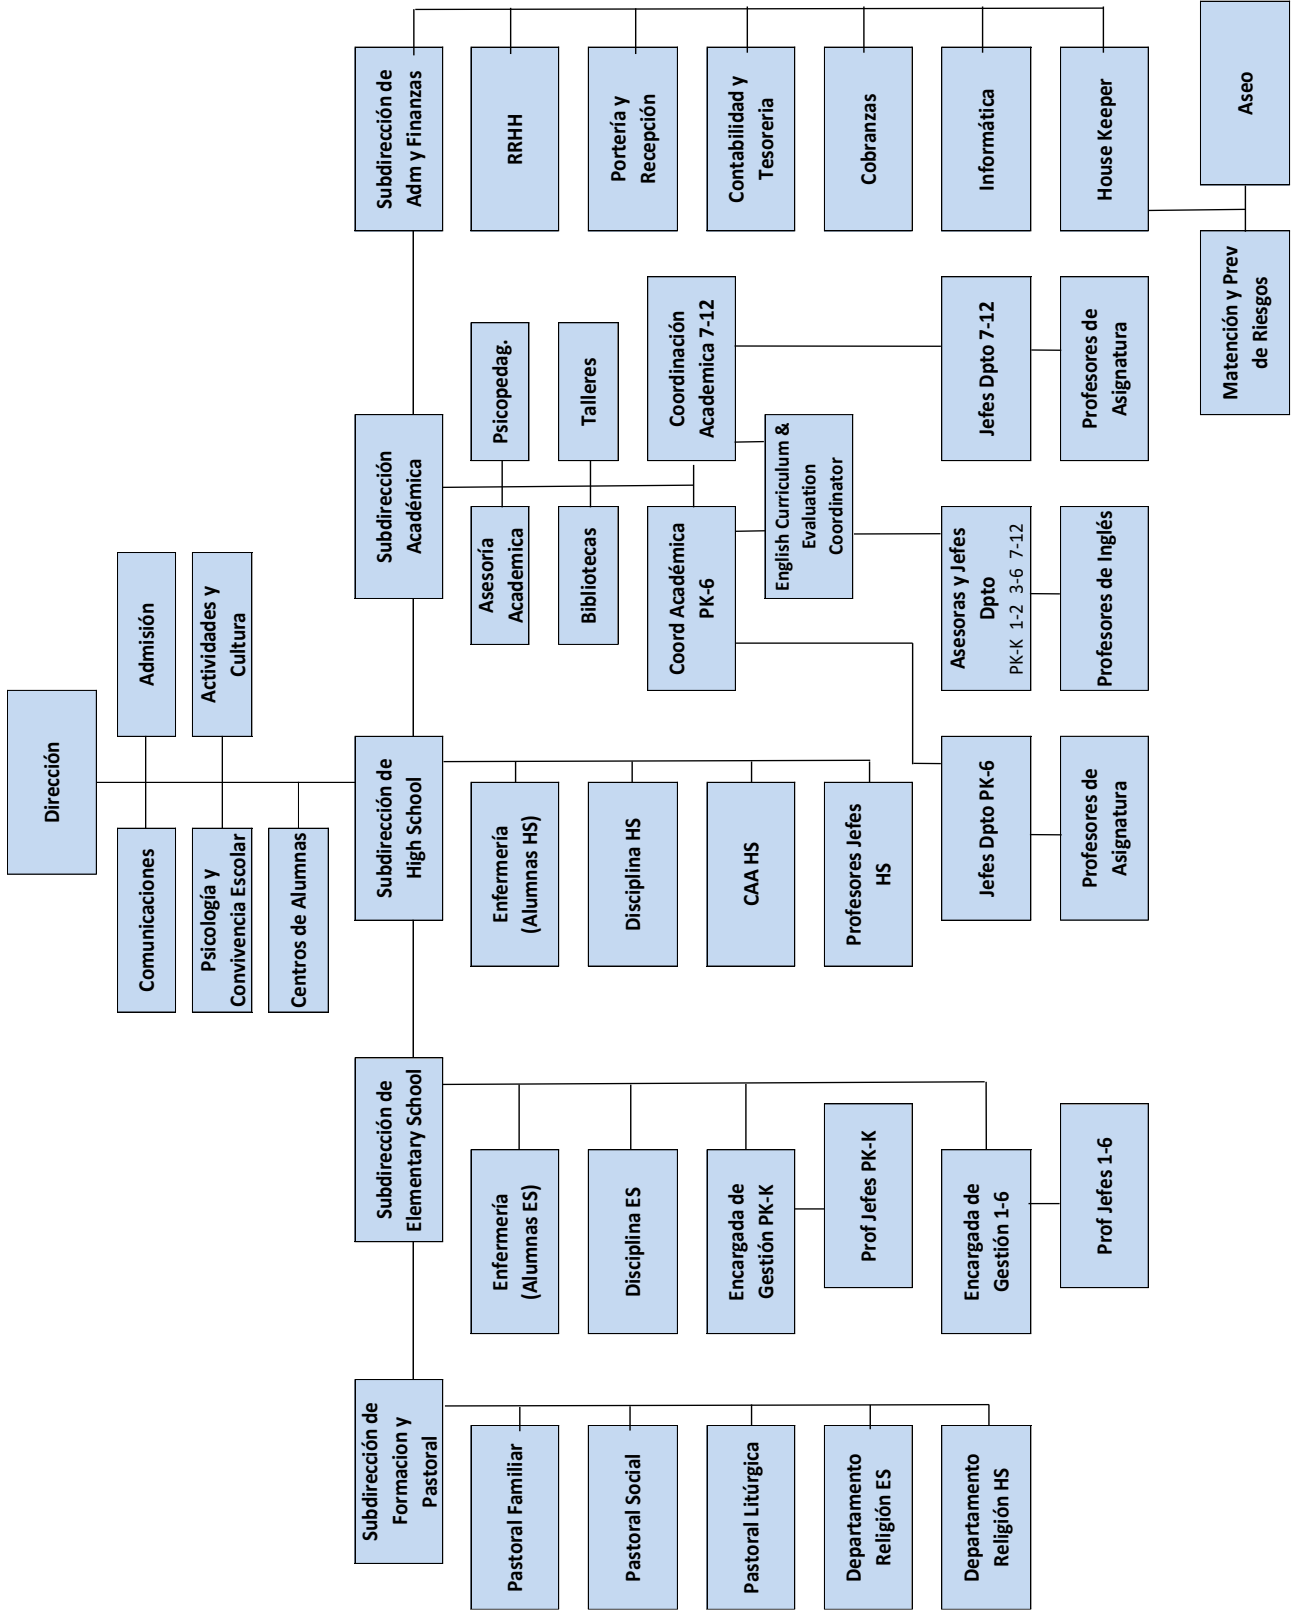 Dirección
Comunicaciones
Admisión
Psicología y
Convivencia Escolar
Actividades y
Cultura
Centros de Alumnas
Subdirección de
Formacion y
Pastoral
Subdirección de
Elementary School
Subdirección de
High School
Subdirección
Académica
Subdirección de
Adm y Finanzas
Pastoral Familiar
Pastoral Social
Pastoral Litúrgica
Departamento
Religión ES
Departamento
Religión HS
Enfermería
(Alumnas ES)
Disciplina ES
Encargada de
Gestión PK-K
Prof Jefes PK-K
Encargada de
Gestión 1-6
Prof Jefes 1-6
Enfermería
(Alumnas HS)
Disciplina HS
CAA HS
Profesores Jefes
HS
Asesoría
Academica
Psicopedag.
Bibliotecas
Talleres
Coord Académica
PK-6
Coordinación
Academica 7-12
English Curriculum &
Evaluation
Coordinator
Jefes Dpto PK-6
Profesores de
Asignatura
Asesoras y Jefes
Dpto
PK-K 1-2 3-6 7-12
Profesores de Inglés
Jefes Dpto 7-12
Profesores de
Asignatura
RRHH
Portería y
Recepción
Contabilidad y
Tesoreria
Cobranzas
Informática
House Keeper
Matención y Prev
de Riesgos
Aseo